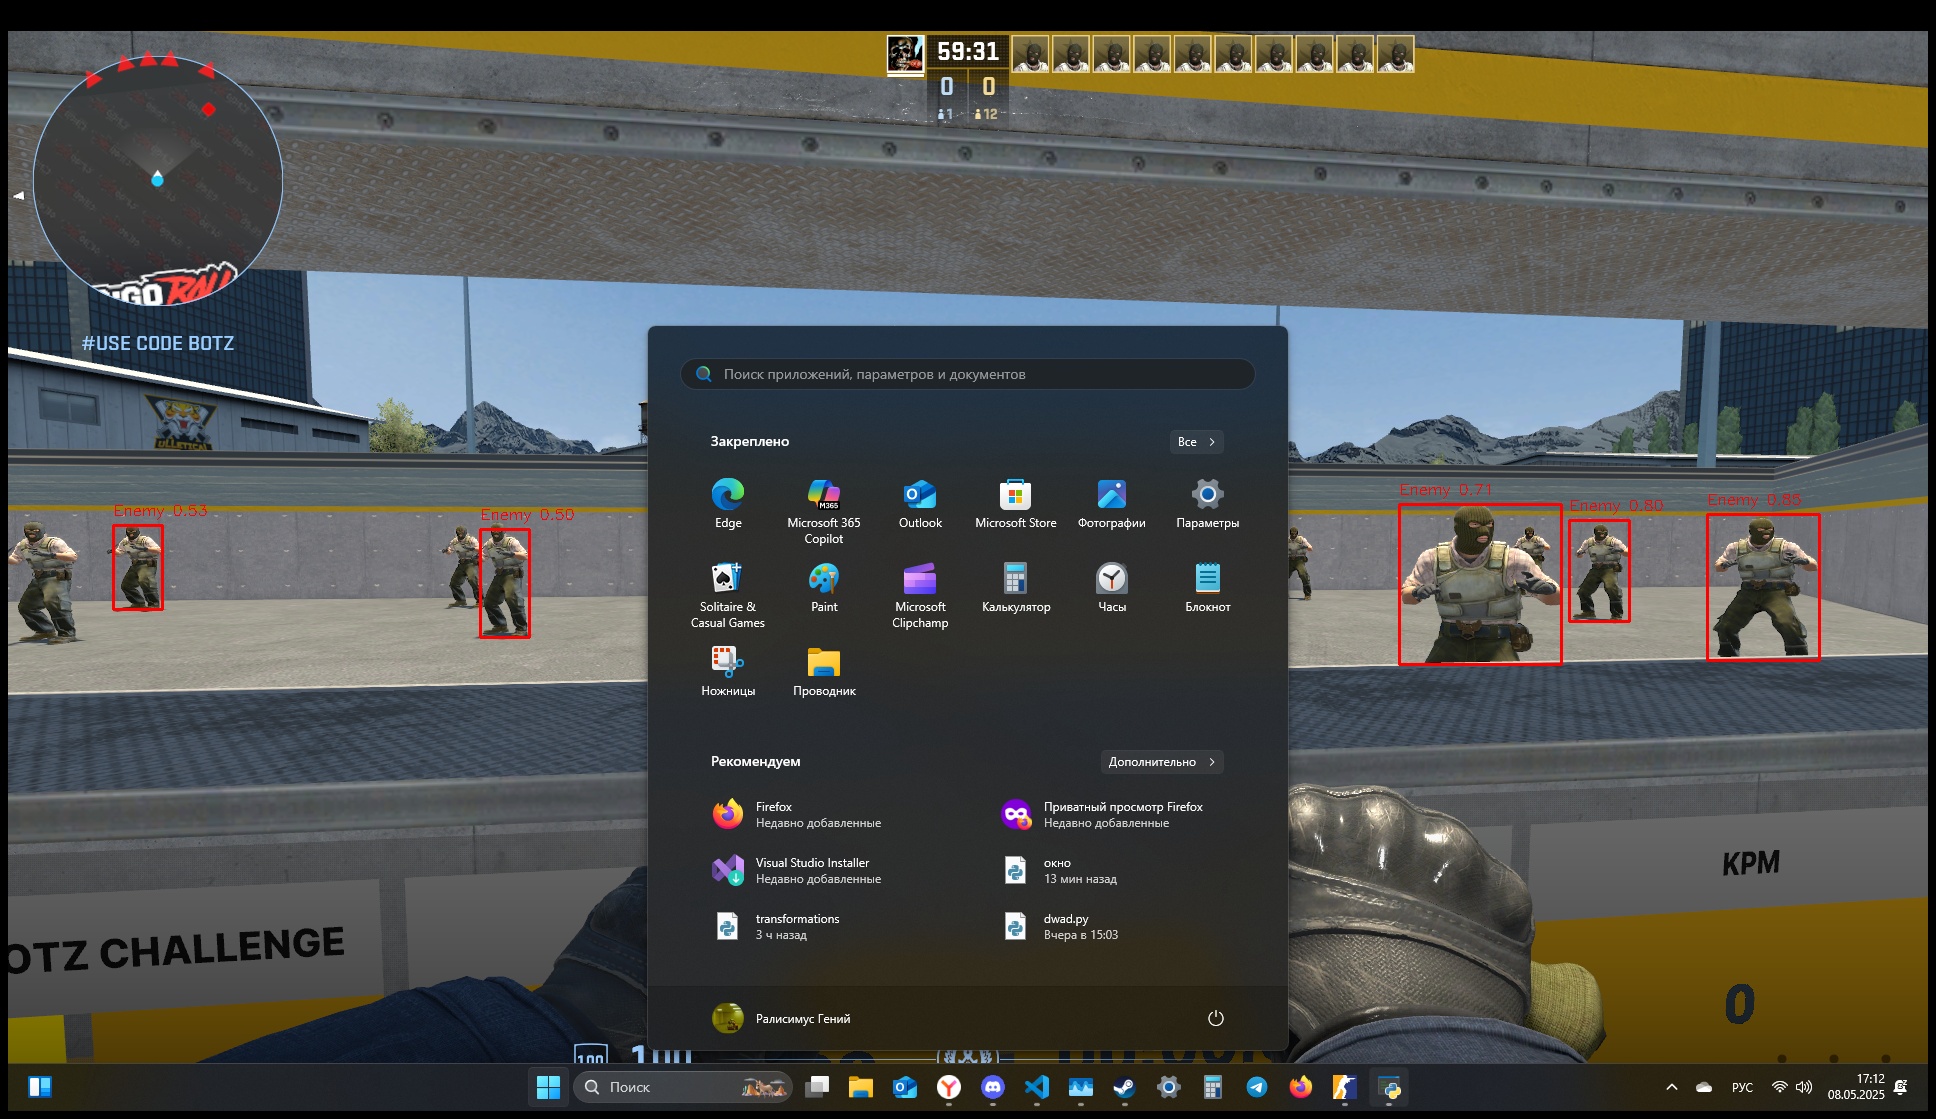 59:31
0 0
1 12
#USE CODE BOTZ
Поиск приложений, параметров и документов
Закреплено
Все
Enemy 0.53
Enemy 0.50
Enemy 0.71
Enemy 0.80
Enemy 0.85
Edge
Microsoft 365
Copilot
Outlook
Microsoft Store
Фотографии
Параметры
Solitaire &
Casual Games
Paint
Microsoft
Clipchamp
Калькулятор
Часы
Блокнот
Ножницы
Проводник
Рекомендуем
Дополнительно
Firefox
Недавно добавленные
Приватный просмотр Firefox
Недавно добавленные
Visual Studio Installer
Недавно добавленные
окно
13 мин назад
transformations
3 ч назад
dwad.py
Вчера в 15:03
OTZ CHALLENGE
KPM
0
Ралисимус Гений
100 100
Поиск
РУС
17:12
08.05.2025